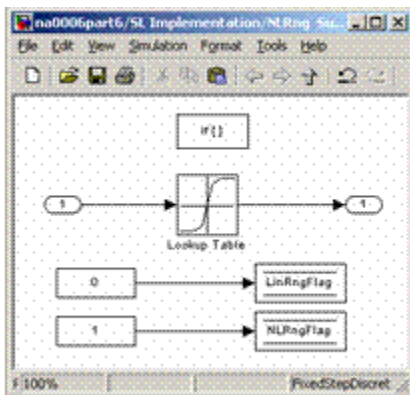 na0006part6/SL Implementation/NLRng_Su...
File Edit View Simulation Format Tools Help
if{}
1
1
Lookup Table
0
LinRngFlag
1
NLRngFlag
100%
FixedStepDiscret